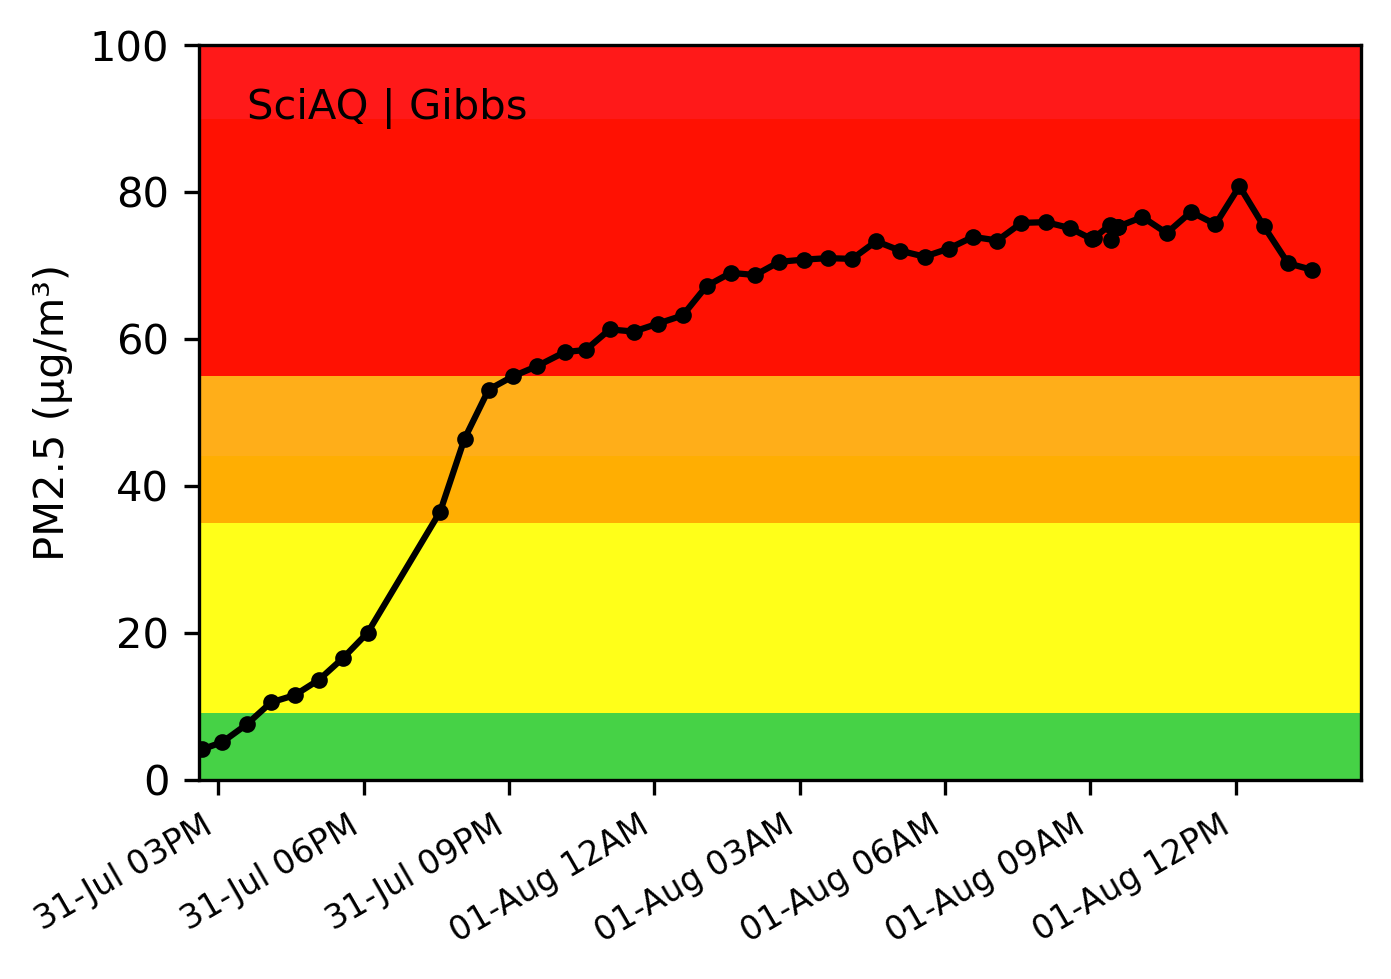 SciAQ | Gibbs
PM2.5 (µg/m³)
100
80
60
40
20
0
31-Jul 03PM
31-Jul 06PM
31-Jul 09PM
01-Aug 12AM
01-Aug 03AM
01-Aug 06AM
01-Aug 09AM
01-Aug 12PM